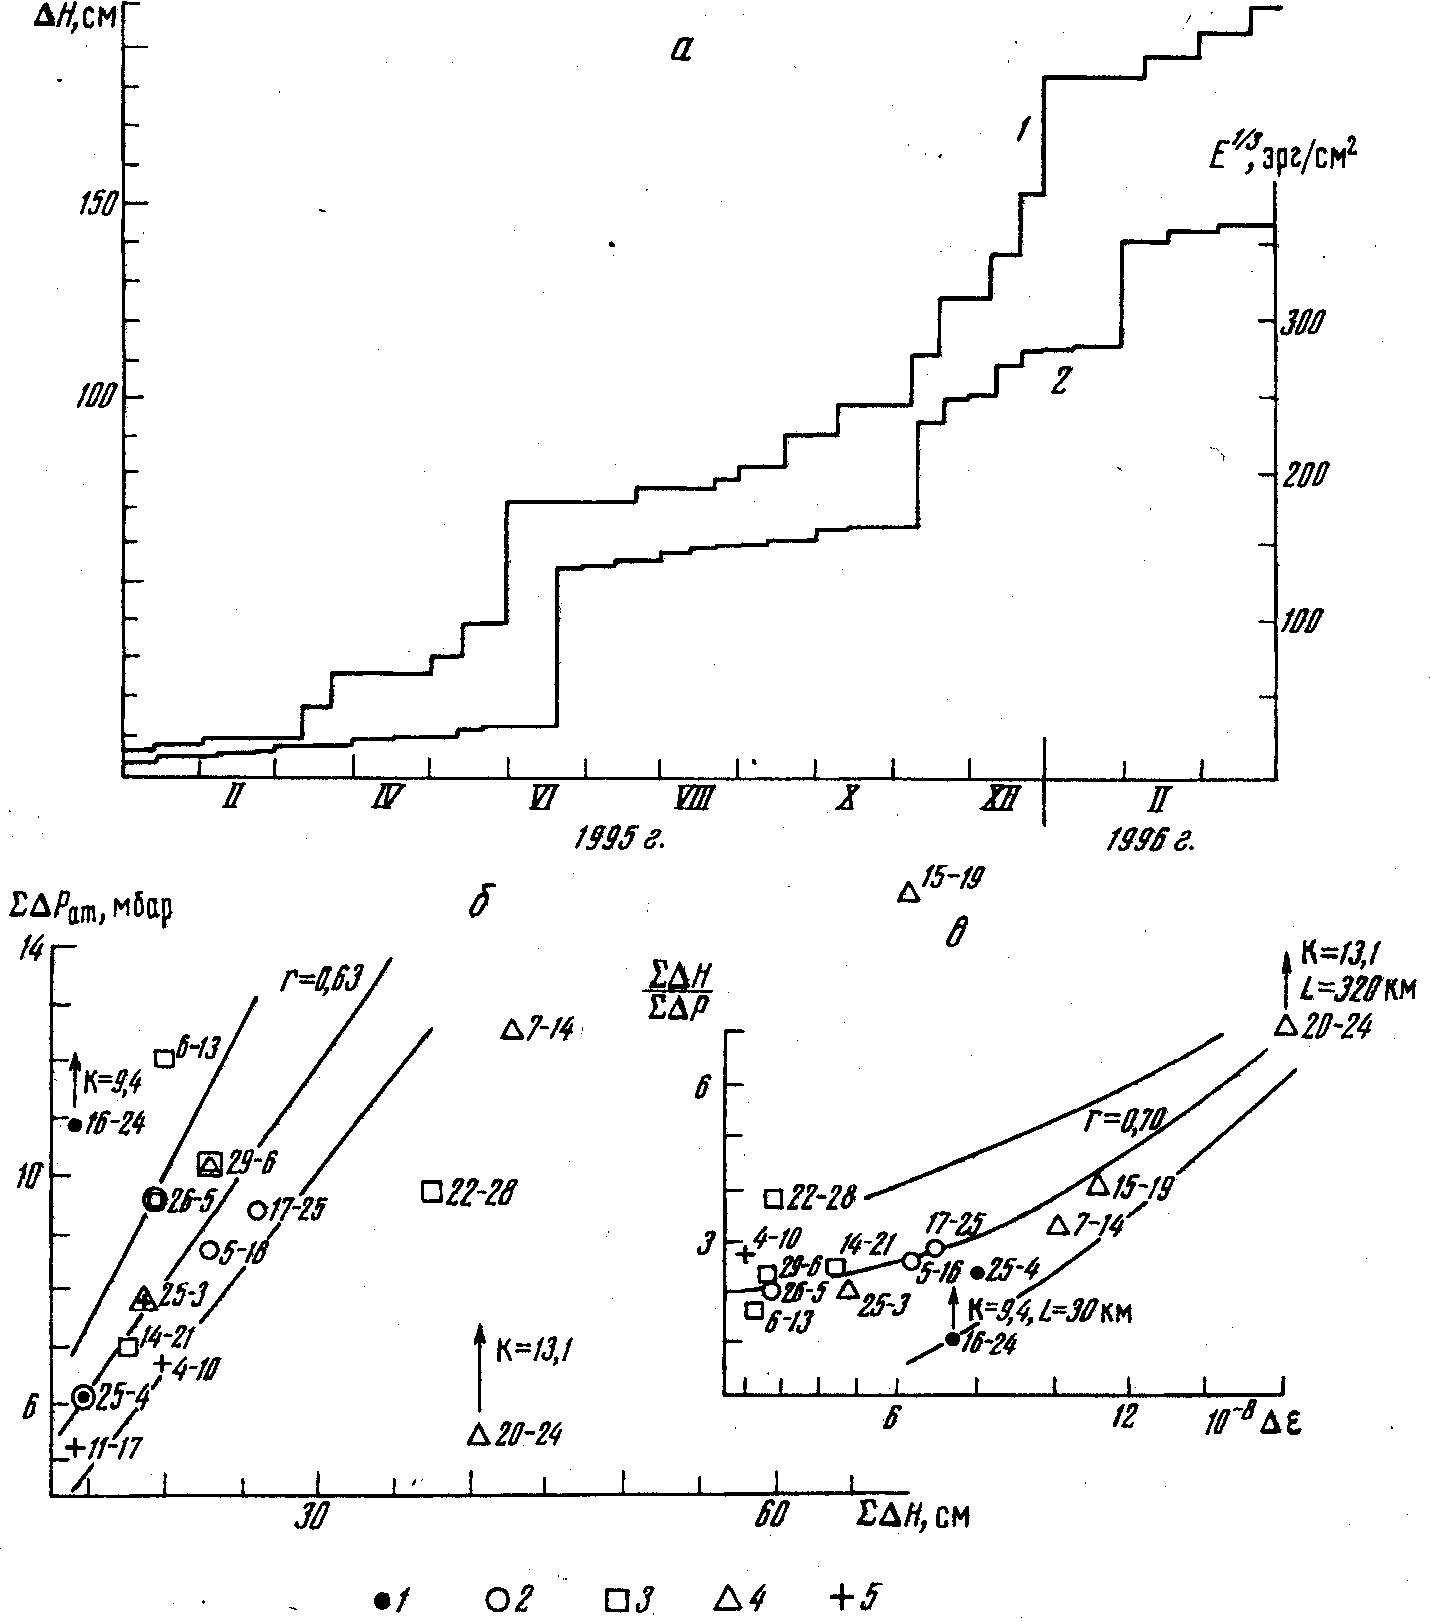 ΔH, см
а
1
E^1/3, эрг/см²
150
300
100
2
200
100
II IV VI VIII X XII II
1995 г. 1996 г.
ΣΔPат, мбар
б
15-19
в
14
r=0,63
ΣΔH
ΣΔP
K=13,1
L=320 км
20-24
7-14
6-13
K=9,4
16-24
6
r=0,70
10
29-6
26-5
17-25
22-28
5-16
22-28
15-19
7-14
3
4-10
14-21
17-25
29-6
26-5
6-13
25-3
5-16
25-4
K=9,4, L=30 км
16-24
25-3
14-21
4-10
K=13,1
6
25-4
11-17
20-24
6 12 10⁻⁸ Δε
30 60 ΣΔH, см
1 2 3 4 5